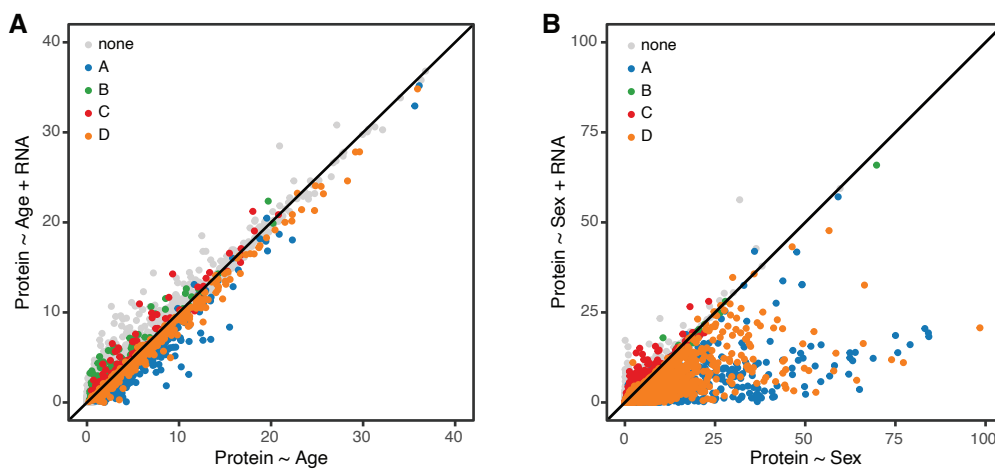 A
40
30
20
10
0
none
A
B
C
D
Protein ~ Age + RNA
0
10
20
30
40
Protein ~ Age
B
100
75
50
25
0
none
A
B
C
D
Protein ~ Sex + RNA
0
25
50
75
100
Protein ~ Sex